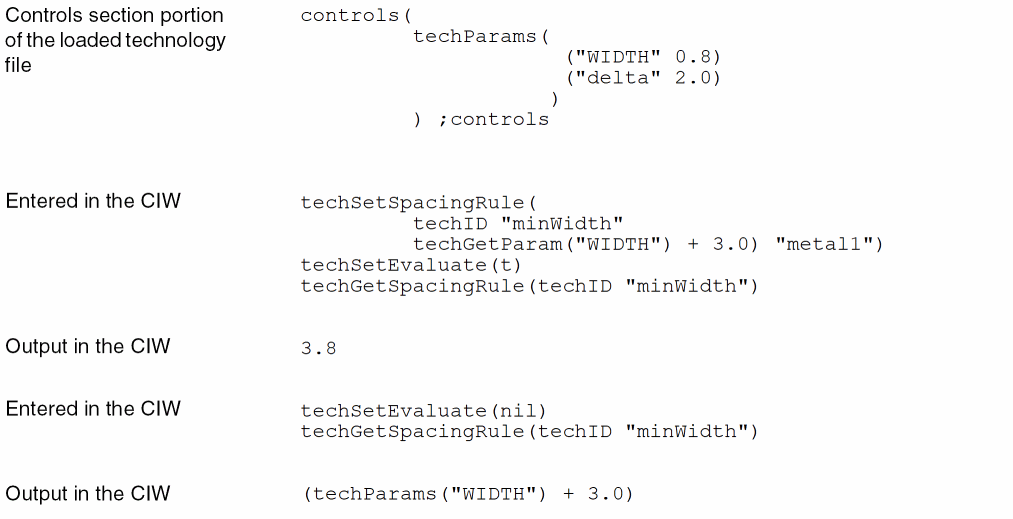 Controls section portion
of the loaded technology
file
controls(
techParams(
("WIDTH" 0.8)
("delta" 2.0)
)
) ;controls
Entered in the CIW
techSetSpacingRule(
techID "minWidth"
techGetParam("WIDTH") + 3.0) "metal1")
techSetEvaluate(t)
techGetSpacingRule(techID "minWidth")
Output in the CIW
3.8
Entered in the CIW
techSetEvaluate(nil)
techGetSpacingRule(techID "minWidth")
Output in the CIW
(techParams("WIDTH") + 3.0)